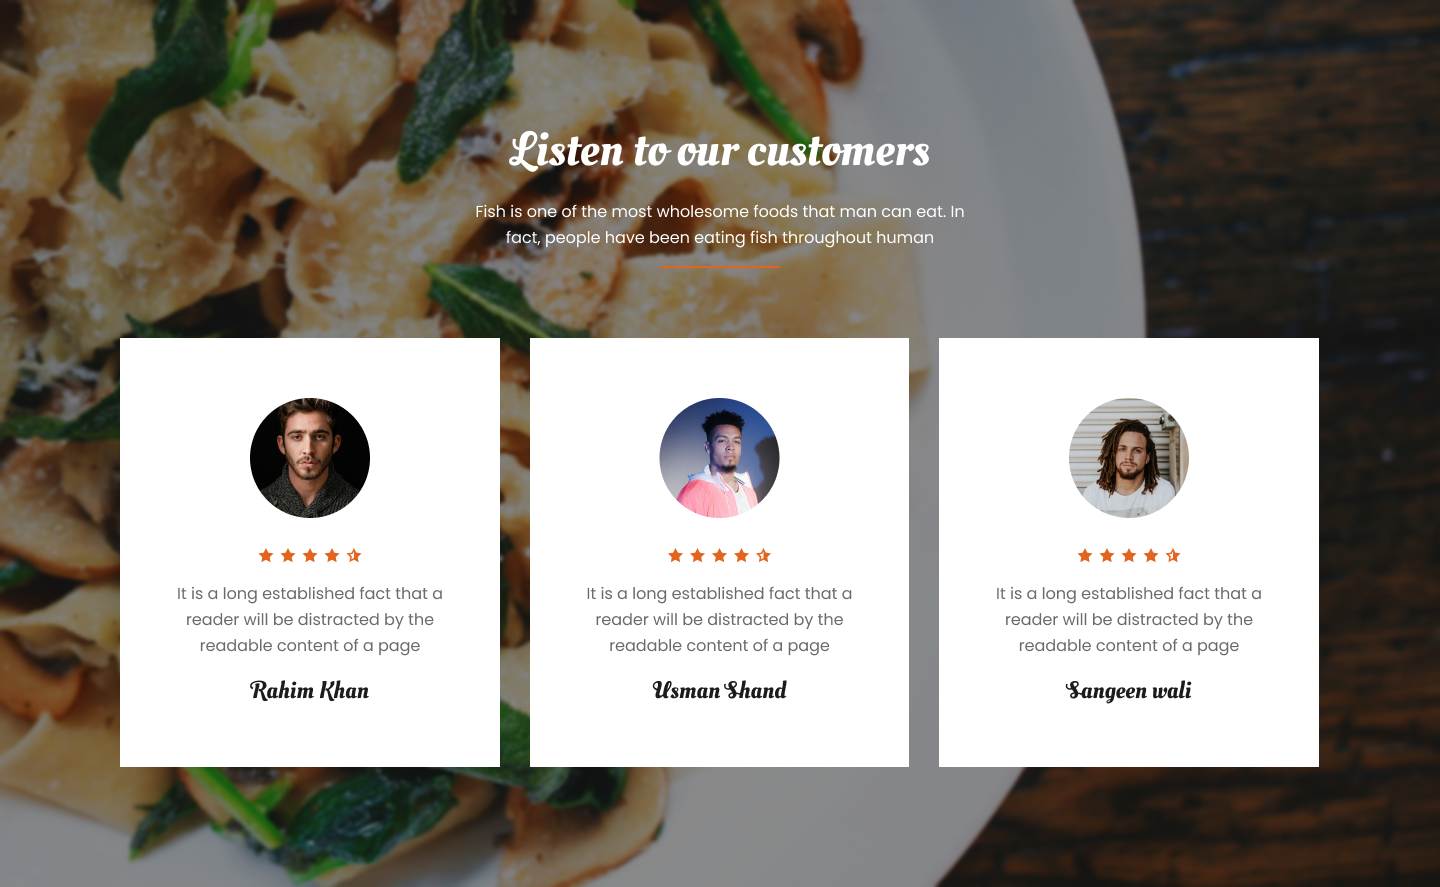 Listen to our customers
Fish is one of the most wholesome foods that man can eat. In
fact, people have been eating fish throughout human
It is a long established fact that a
reader will be distracted by the
readable content of a page
Rahim Khan
It is a long established fact that a
reader will be distracted by the
readable content of a page
Usman Shand
It is a long established fact that a
reader will be distracted by the
readable content of a page
Sangeen wali